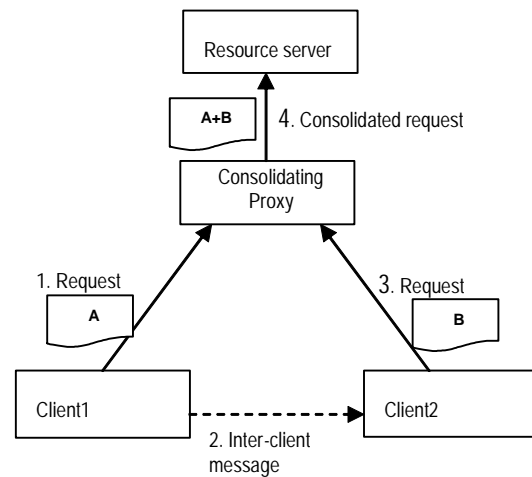 Resource server
A+B
4. Consolidated request
Consolidating
Proxy
1. Request
3. Request
A
B
Client1
Client2
2. Inter-client
message